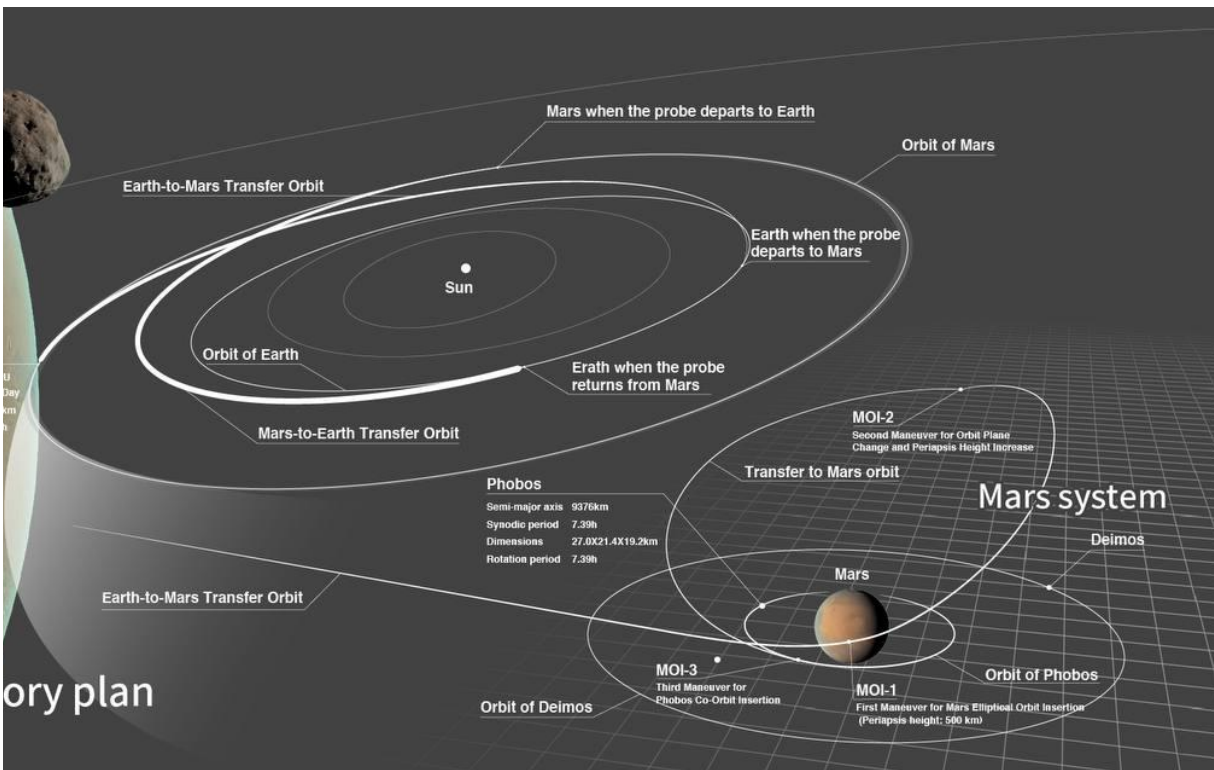 Mars when the probe departs to Earth
Orbit of Mars
Earth-to-Mars Transfer Orbit
Earth when the probe
departs to Mars
Sun
Orbit of Earth
Erath when the probe
returns from Mars
U
Day
km
h
Mars-to-Earth Transfer Orbit
MOI-2
Second Maneuver for Orbit Plane
Change and Periapsis Height Increase
Transfer to Mars orbit
Phobos
Semi-major axis 9376km
Synodic period 7.39h
Dimensions 27.0X21.4X19.2km
Rotation period 7.39h
Mars system
Deimos
Mars
Earth-to-Mars Transfer Orbit
MOI-3
Third Maneuver for
Phobos Co-Orbit Insertion
Orbit of Phobos
MOI-1
First Maneuver for Mars Elliptical Orbit Insertion
(Periapsis height: 500 km)
Orbit of Deimos
ory plan